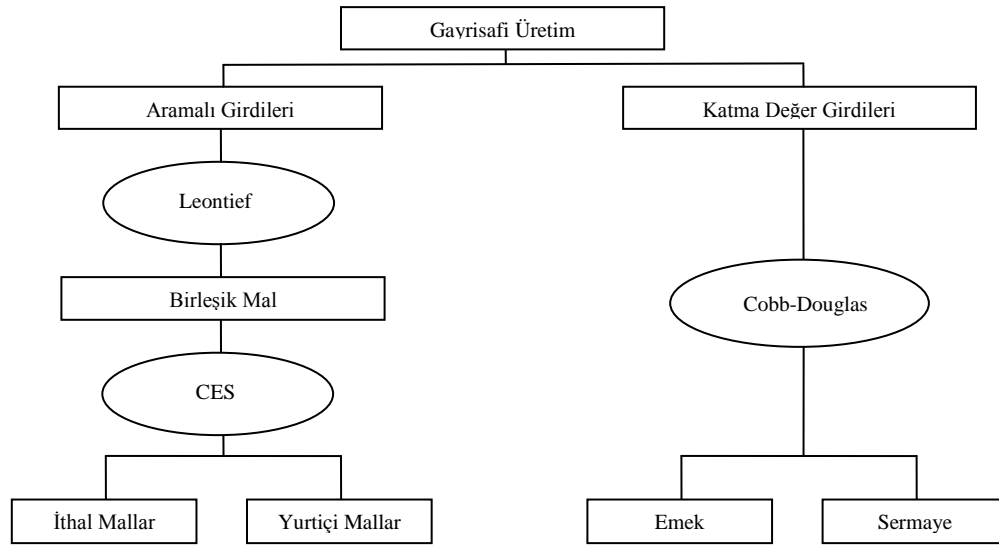 Gayrisafi Üretim
Aramalı Girdileri
Katma Değer Girdileri
Leontief
Birleşik Mal
Cobb-Douglas
CES
İthal Mallar
Yurtiçi Mallar
Emek
Sermaye